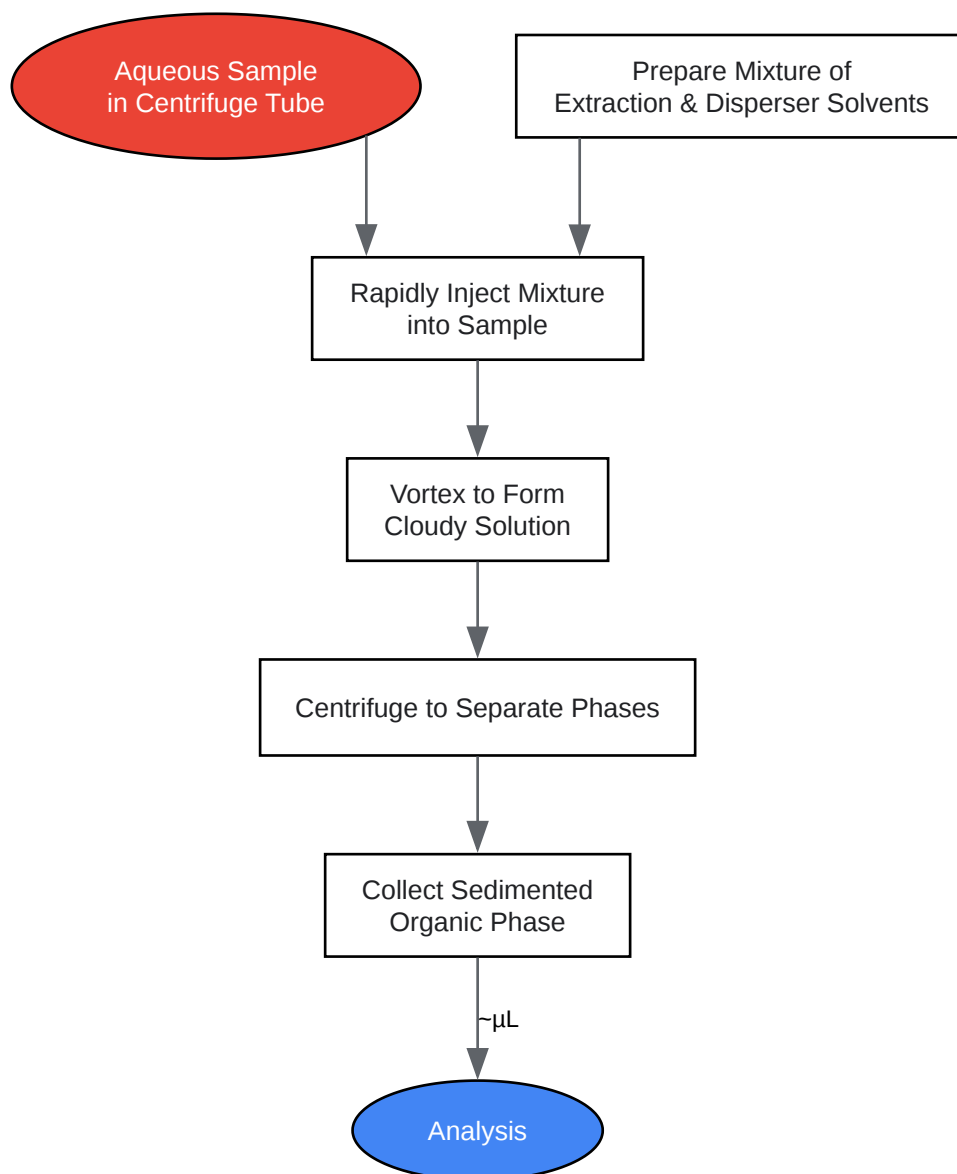 Aqueous Sample
in Centrifuge Tube
Prepare Mixture of
Extraction & Disperser Solvents
Rapidly Inject Mixture
into Sample
Vortex to Form
Cloudy Solution
Centrifuge to Separate Phases
Collect Sedimented
Organic Phase
~µL
Analysis